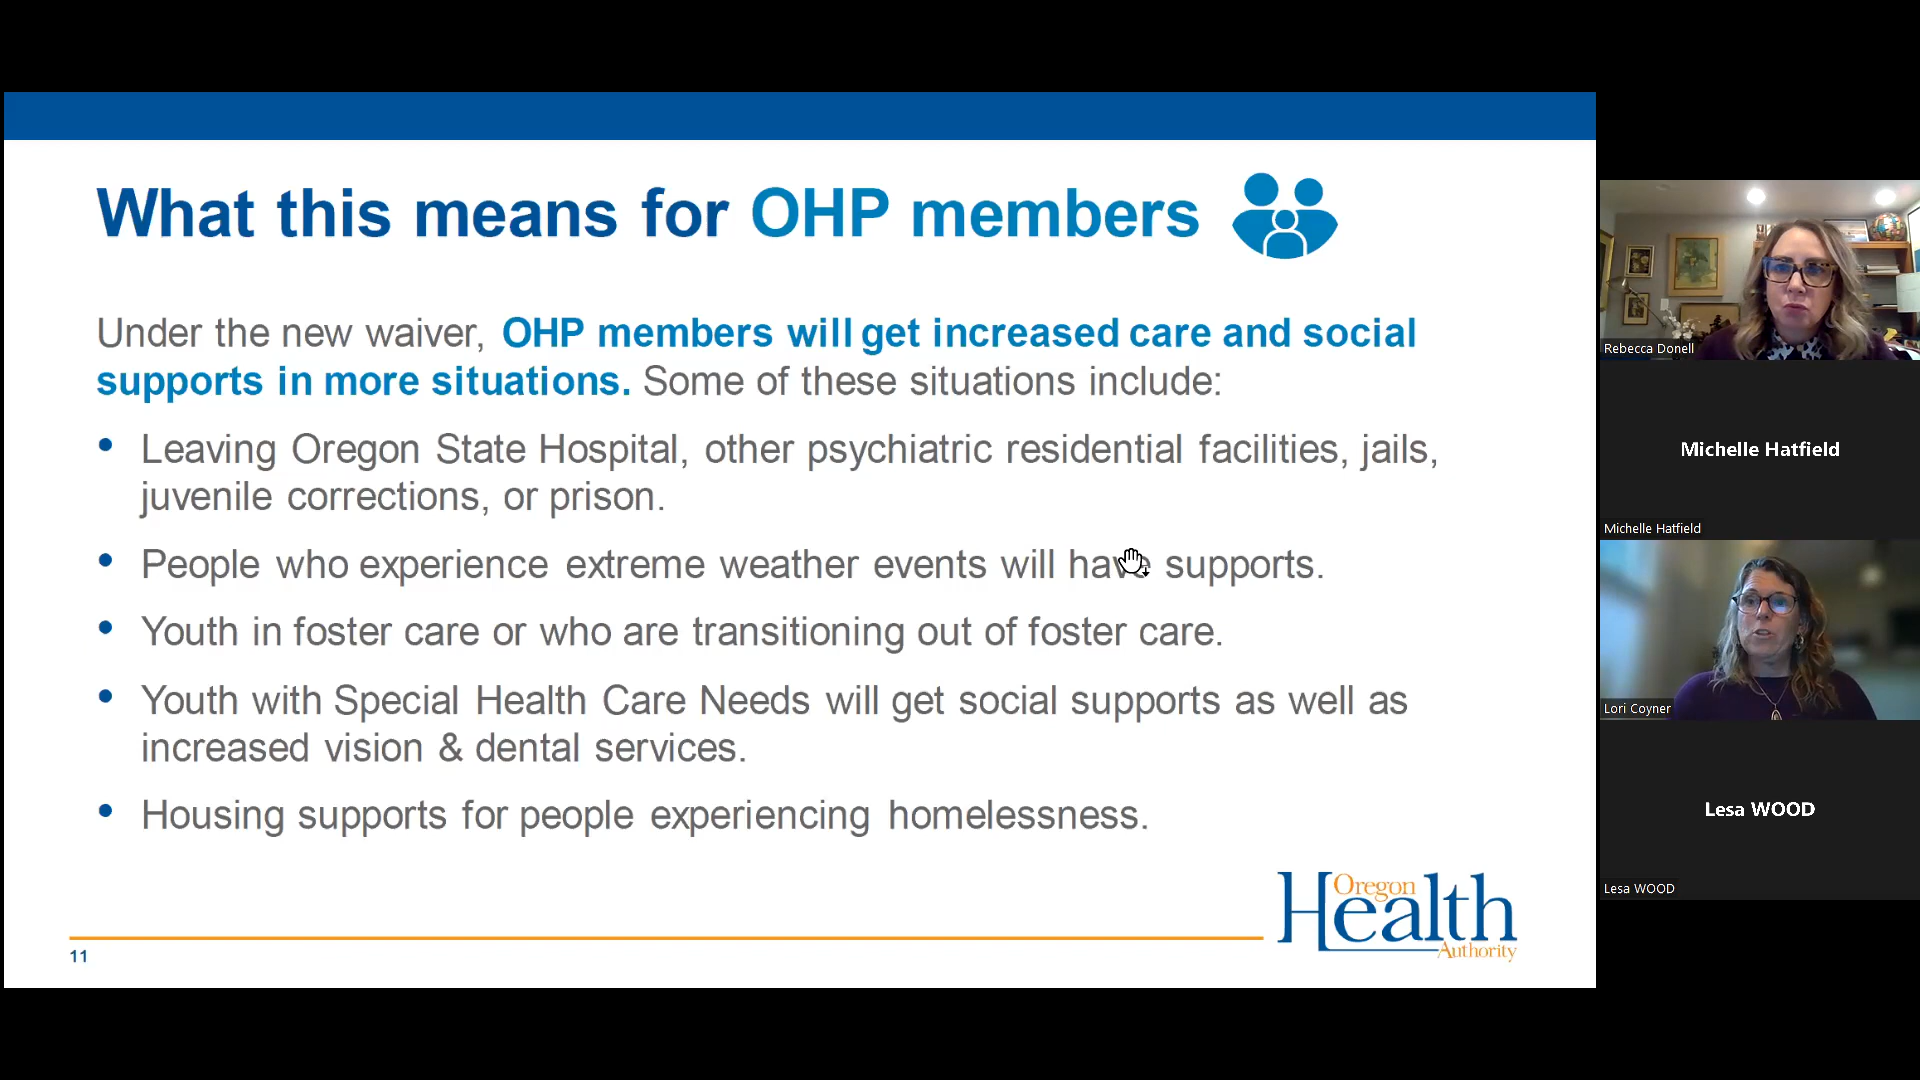 What this means for OHP members
Under the new waiver, OHP members will get increased care and social
supports in more situations. Some of these situations include:
• Leaving Oregon State Hospital, other psychiatric residential facilities, jails,
juvenile corrections, or prison.
• People who experience extreme weather events will have supports.
• Youth in foster care or who are transitioning out of foster care.
• Youth with Special Health Care Needs will get social supports as well as
increased vision & dental services.
• Housing supports for people experiencing homelessness.
Oregon
Health
Authority
11
Rebecca Donell
Michelle Hatfield
Michelle Hatfield
Lori Coyner
Lesa WOOD
Lesa WOOD